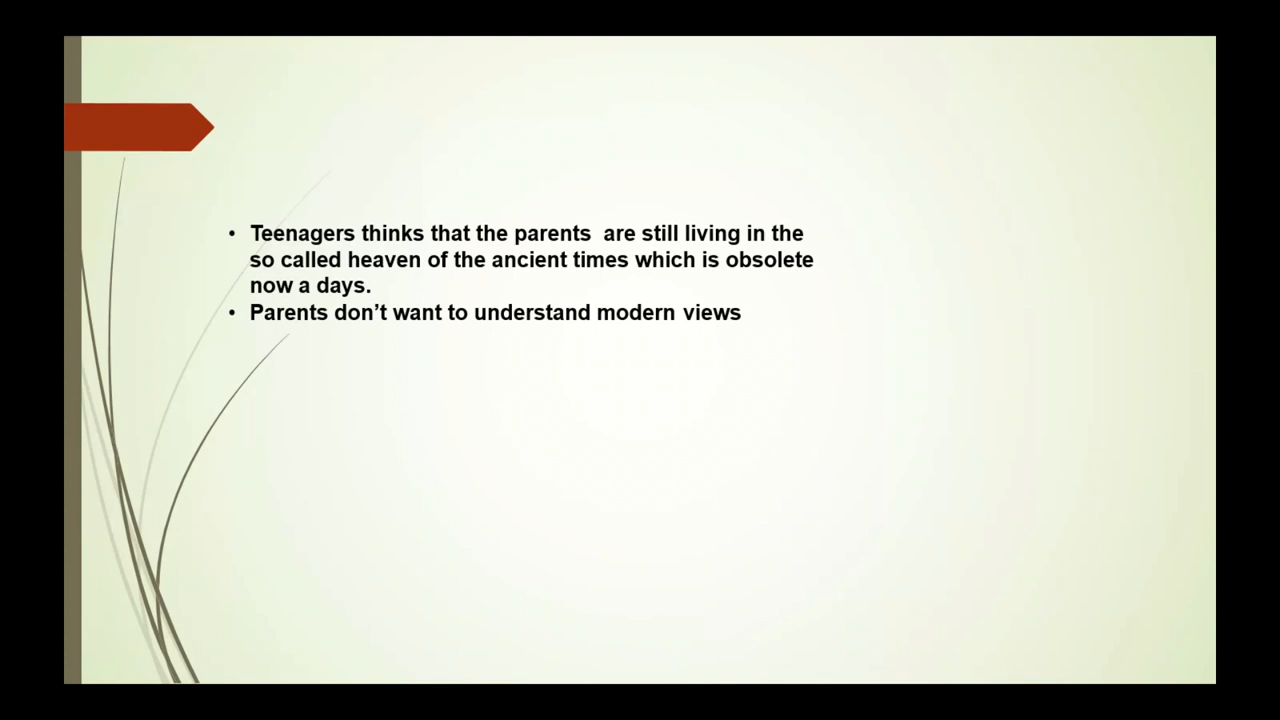 • Teenagers thinks that the parents  are still living in the
so called heaven of the ancient times which is obsolete
now a days.
• Parents don’t want to understand modern views